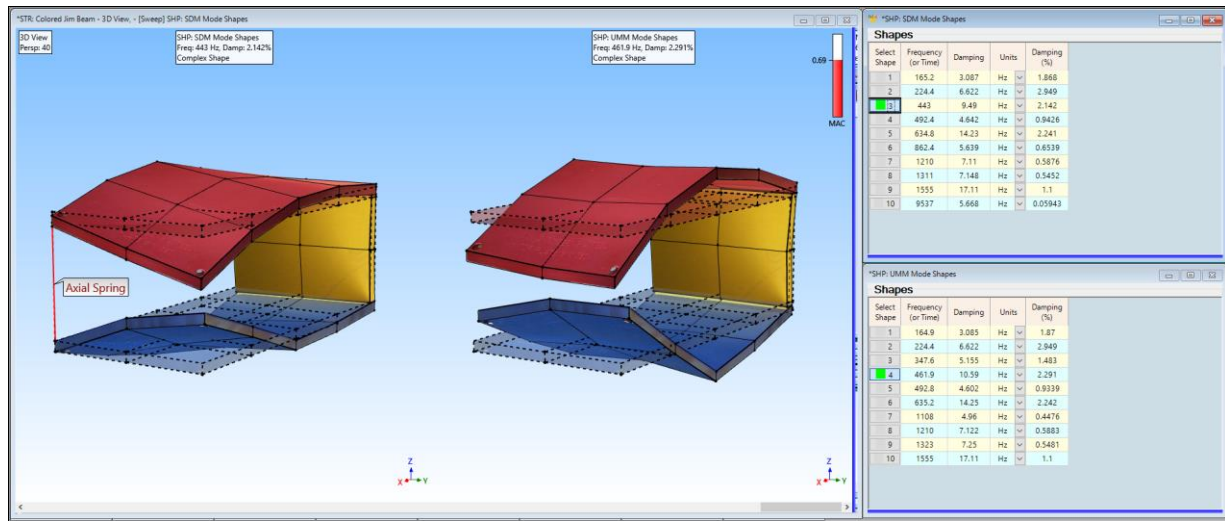 *STR: Colored Jim Beam - 3D View, - [Sweep] SHP: SDM Mode Shapes
3D View
Persp: 40
SHP: SDM Mode Shapes
Freq: 443 Hz, Damp: 2.142%
Complex Shape
SHP: UMM Mode Shapes
Freq: 461.9 Hz, Damp: 2.291%
Complex Shape
0.69
MAC
Axial Spring
Z
X
Y
Z
X
Y
*SHP: SDM Mode Shapes
Shapes
Select Shape Frequency (or Time) Damping Units Damping (%)
1 165.2 3.087 Hz 1.868
2 224.4 6.622 Hz 2.949
3 443 9.49 Hz 2.142
4 492.4 4.642 Hz 0.9426
5 634.8 14.23 Hz 2.241
6 862.4 5.639 Hz 0.6539
7 1210 7.11 Hz 0.5876
8 1311 7.148 Hz 0.5452
9 1555 17.11 Hz 1.1
10 9537 5.668 Hz 0.05943
*SHP: UMM Mode Shapes
Shapes
Select Shape Frequency (or Time) Damping Units Damping (%)
1 164.9 3.085 Hz 1.87
2 224.4 6.622 Hz 2.949
3 347.6 5.155 Hz 1.483
4 461.9 10.59 Hz 2.291
5 492.8 4.602 Hz 0.9339
6 635.2 14.25 Hz 2.242
7 1108 4.96 Hz 0.4476
8 1210 7.122 Hz 0.5883
9 1323 7.25 Hz 0.5481
10 1555 17.11 Hz 1.1